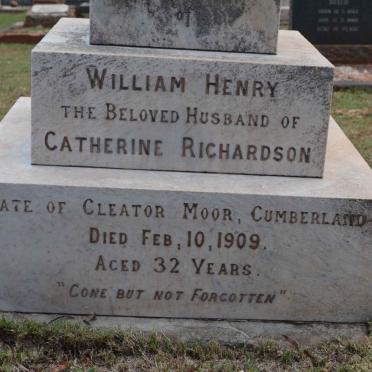 of
William Henry
the Beloved Husband of
Catherine Richardson
ate of Cleator Moor, Cumberland
Died Feb, 10, 1909.
Aged 32 Years.
"Gone but not Forgotten"